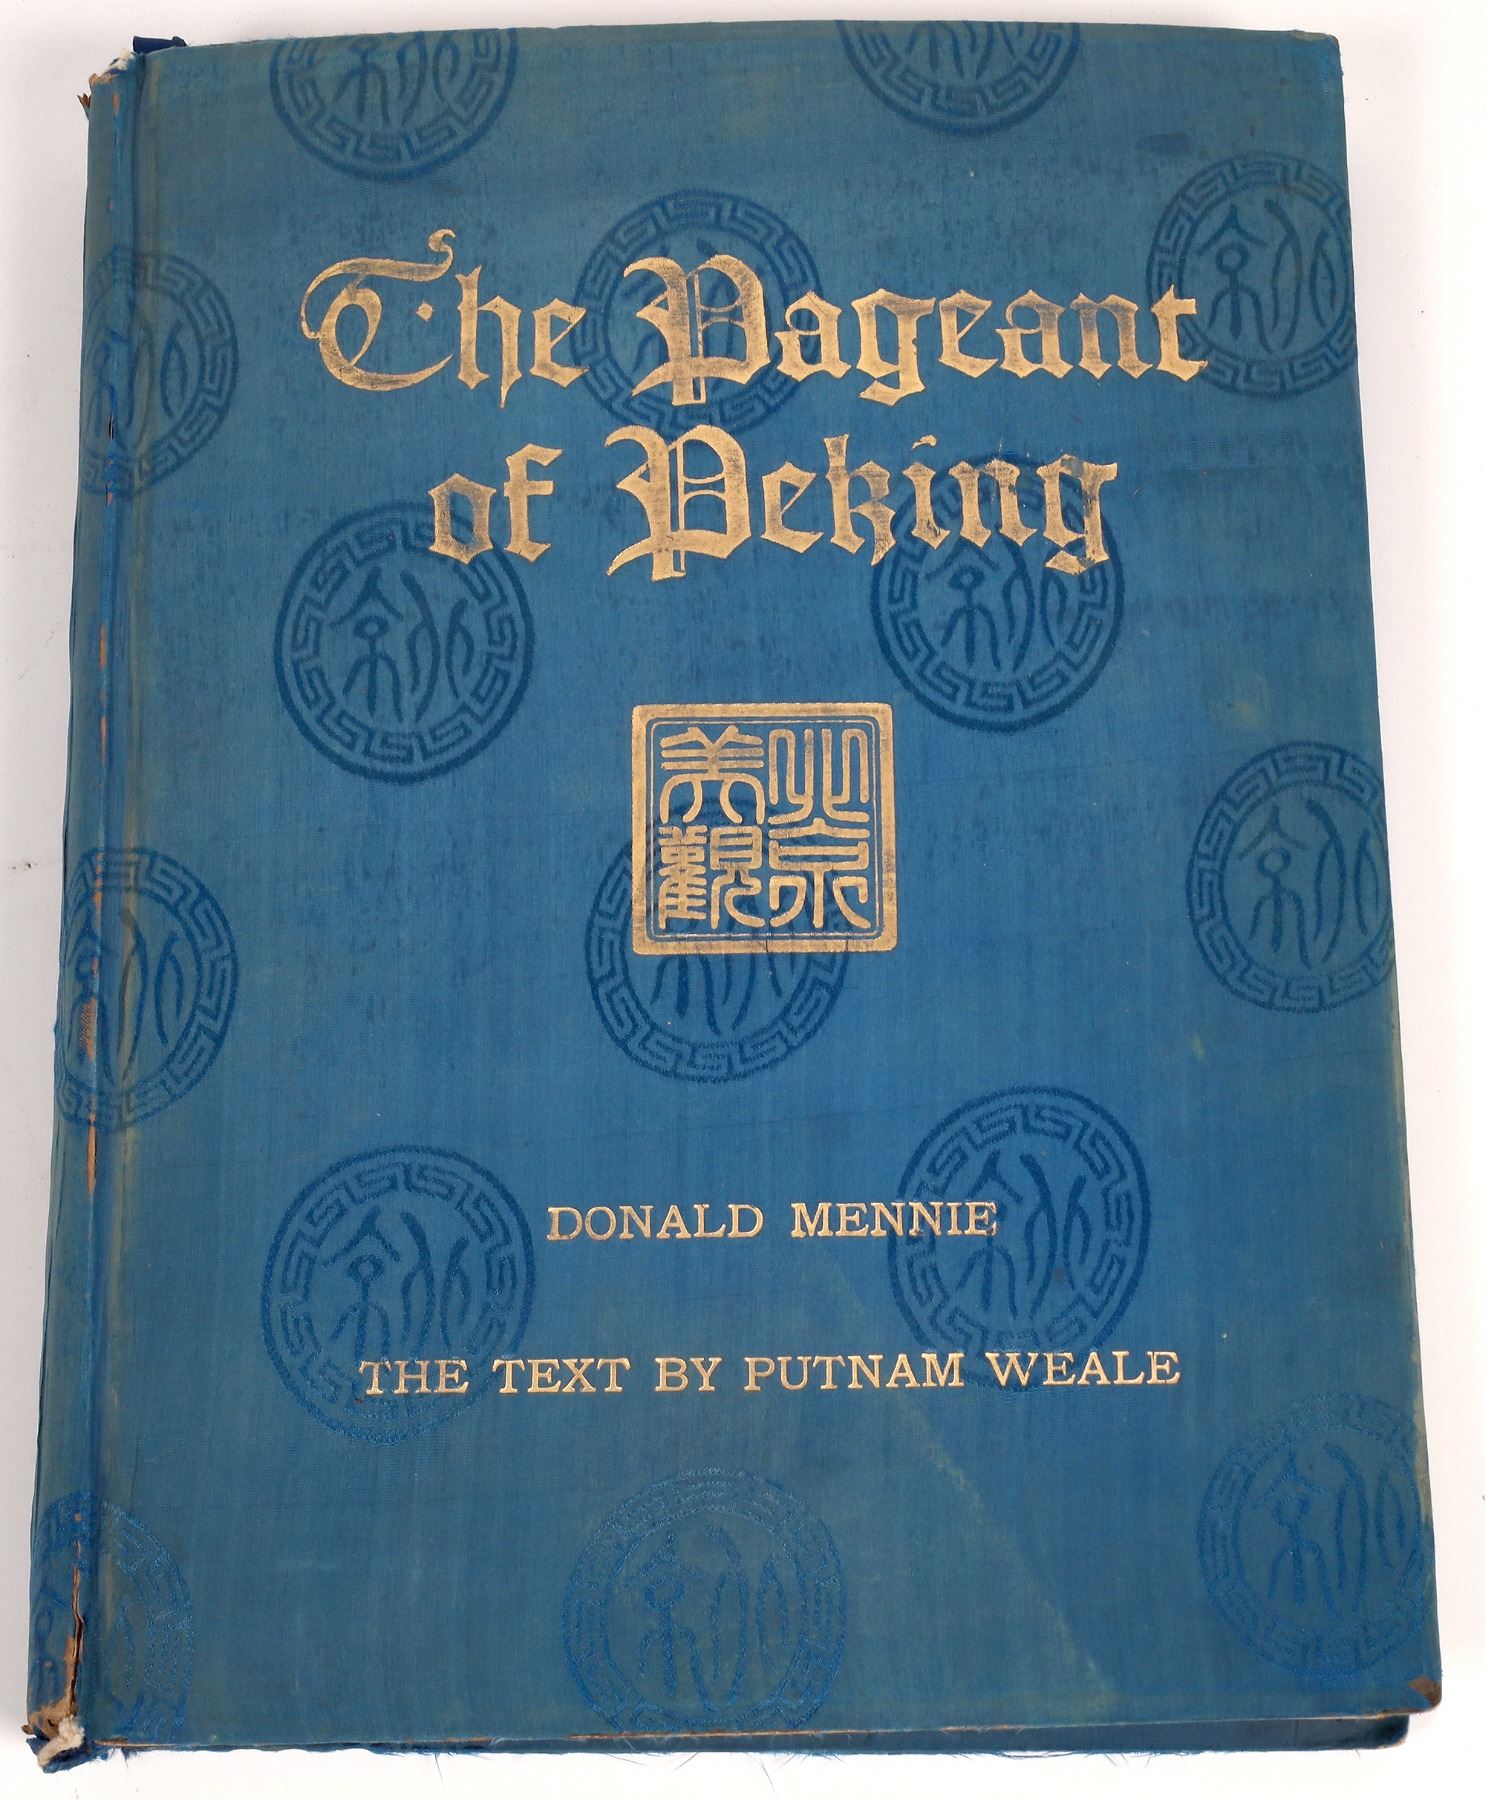 The Pageant
of Peking
北京
美觀
DONALD MENNIE
THE TEXT BY PUTNAM WEALE